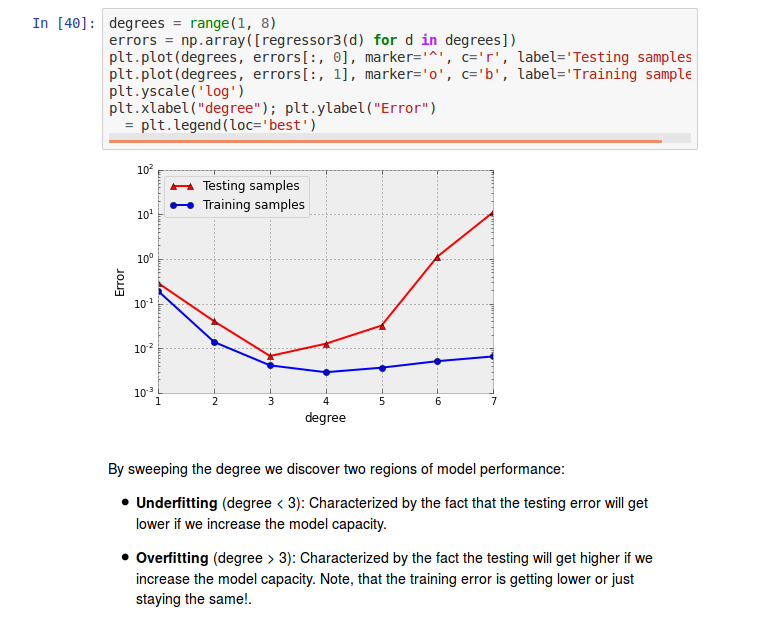 In [40]: degrees = range(1, 8)
errors = np.array([regressor3(d) for d in degrees])
plt.plot(degrees, errors[:, 0], marker='^', c='r', label='Testing samples
plt.plot(degrees, errors[:, 1], marker='o', c='b', label='Training sample
plt.yscale('log')
plt.xlabel("degree"); plt.ylabel("Error")
= plt.legend(loc='best')
10^2
Testing samples
Training samples
10^1
10^0
Error
10^-1
10^-2
10^-3
1 2 3 4 5 6 7
degree
By sweeping the degree we discover two regions of model performance:
• Underfitting (degree < 3): Characterized by the fact that the testing error will get
lower if we increase the model capacity.
• Overfitting (degree > 3): Characterized by the fact the testing will get higher if we
increase the model capacity. Note, that the training error is getting lower or just
staying the same!.